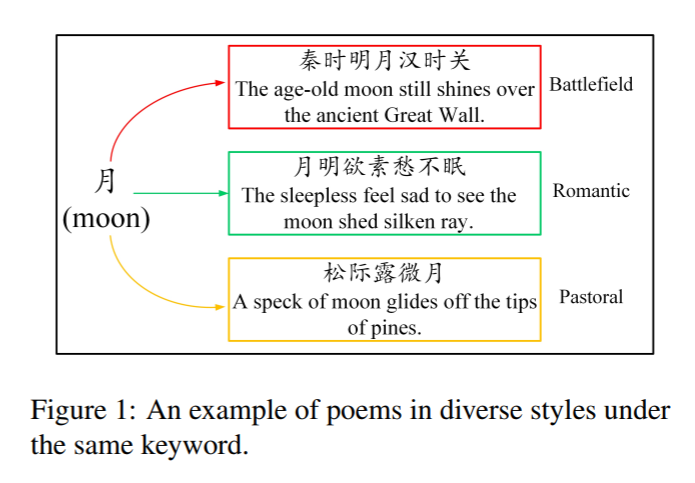 秦时明月汉时关
The age-old moon still shines over
the ancient Great Wall.
Battlefield
月
(moon)
月明欲素愁不眠
The sleepless feel sad to see the
moon shed silken ray.
Romantic
松际露微月
A speck of moon glides off the tips
of pines.
Pastoral
Figure 1: An example of poems in diverse styles under
the same keyword.